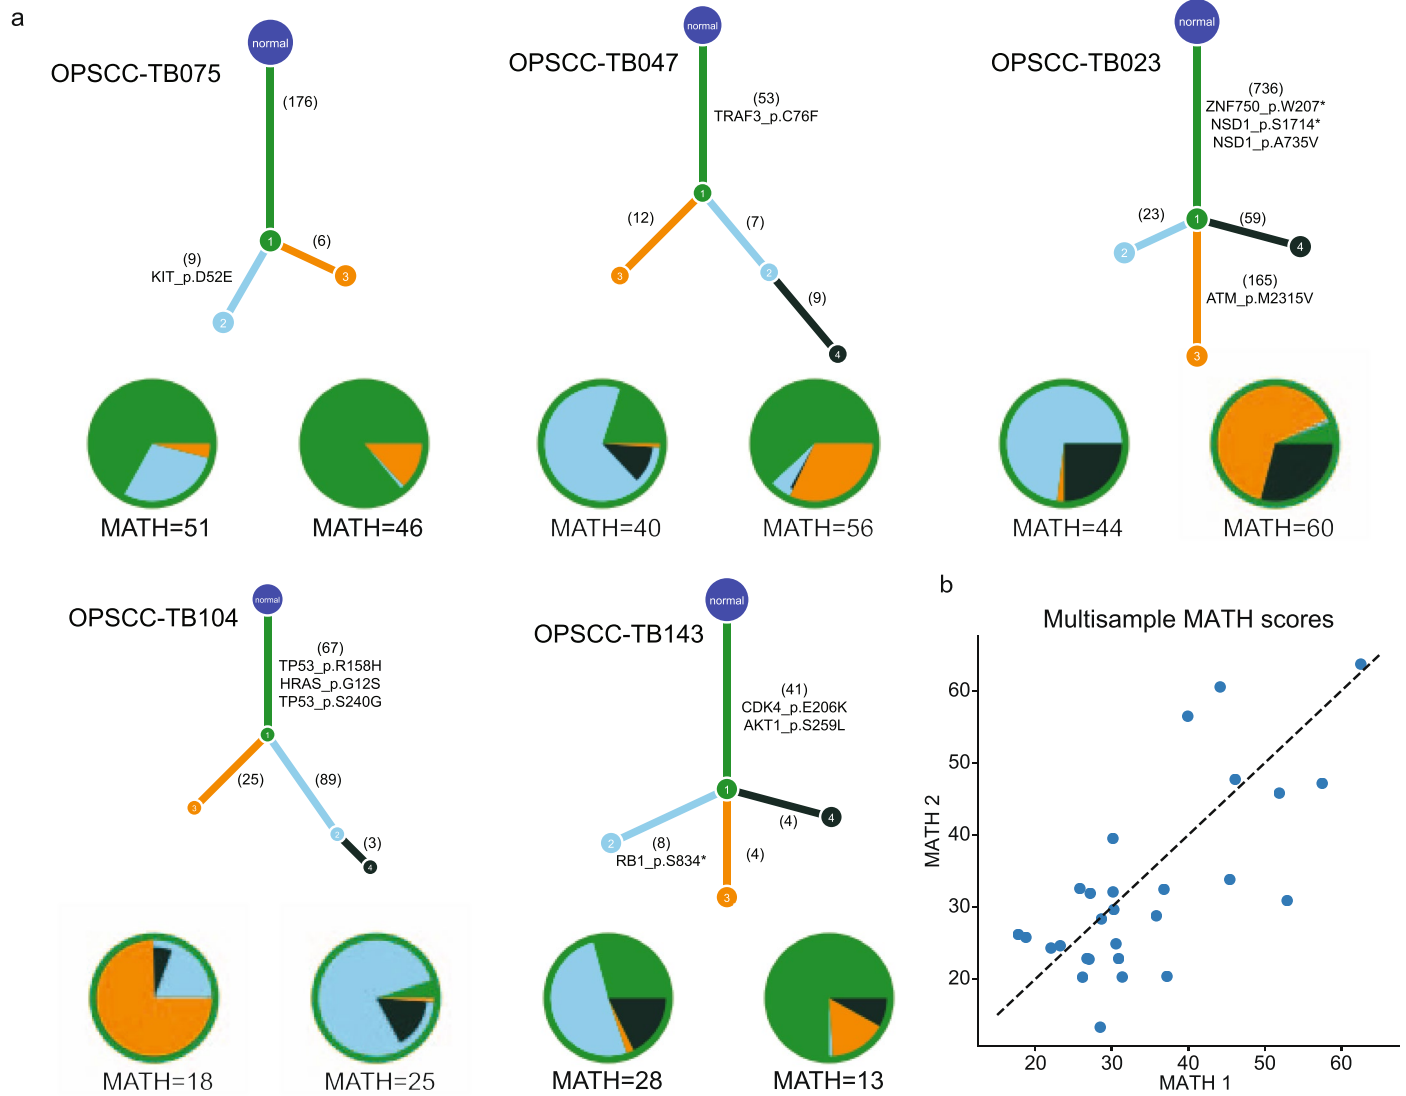 a
OPSCC-TB075
normal
(176)
1
(9)
KIT_p.D52E
(6)
3
2
MATH=51
MATH=46
OPSCC-TB047
normal
(53)
TRAF3_p.C76F
1
(12)
(7)
3
2
(9)
4
MATH=40
MATH=56
OPSCC-TB023
normal
(736)
ZNF750_p.W207*
NSD1_p.S1714*
NSD1_p.A735V
1
(23)
(59)
2
4
(165)
ATM_p.M2315V
3
MATH=44
MATH=60
OPSCC-TB104
normal
(67)
TP53_p.R158H
HRAS_p.G12S
TP53_p.S240G
1
(25)
(89)
3
2
(3)
4
MATH=18
MATH=25
OPSCC-TB143
normal
(41)
CDK4_p.E206K
AKT1_p.S259L
1
(4)
4
2
(8)
RB1_p.S834*
(4)
3
MATH=28
MATH=13
b
Multisample MATH scores
MATH 2
60
50
40
30
20
20
30
40
50
60
MATH 1